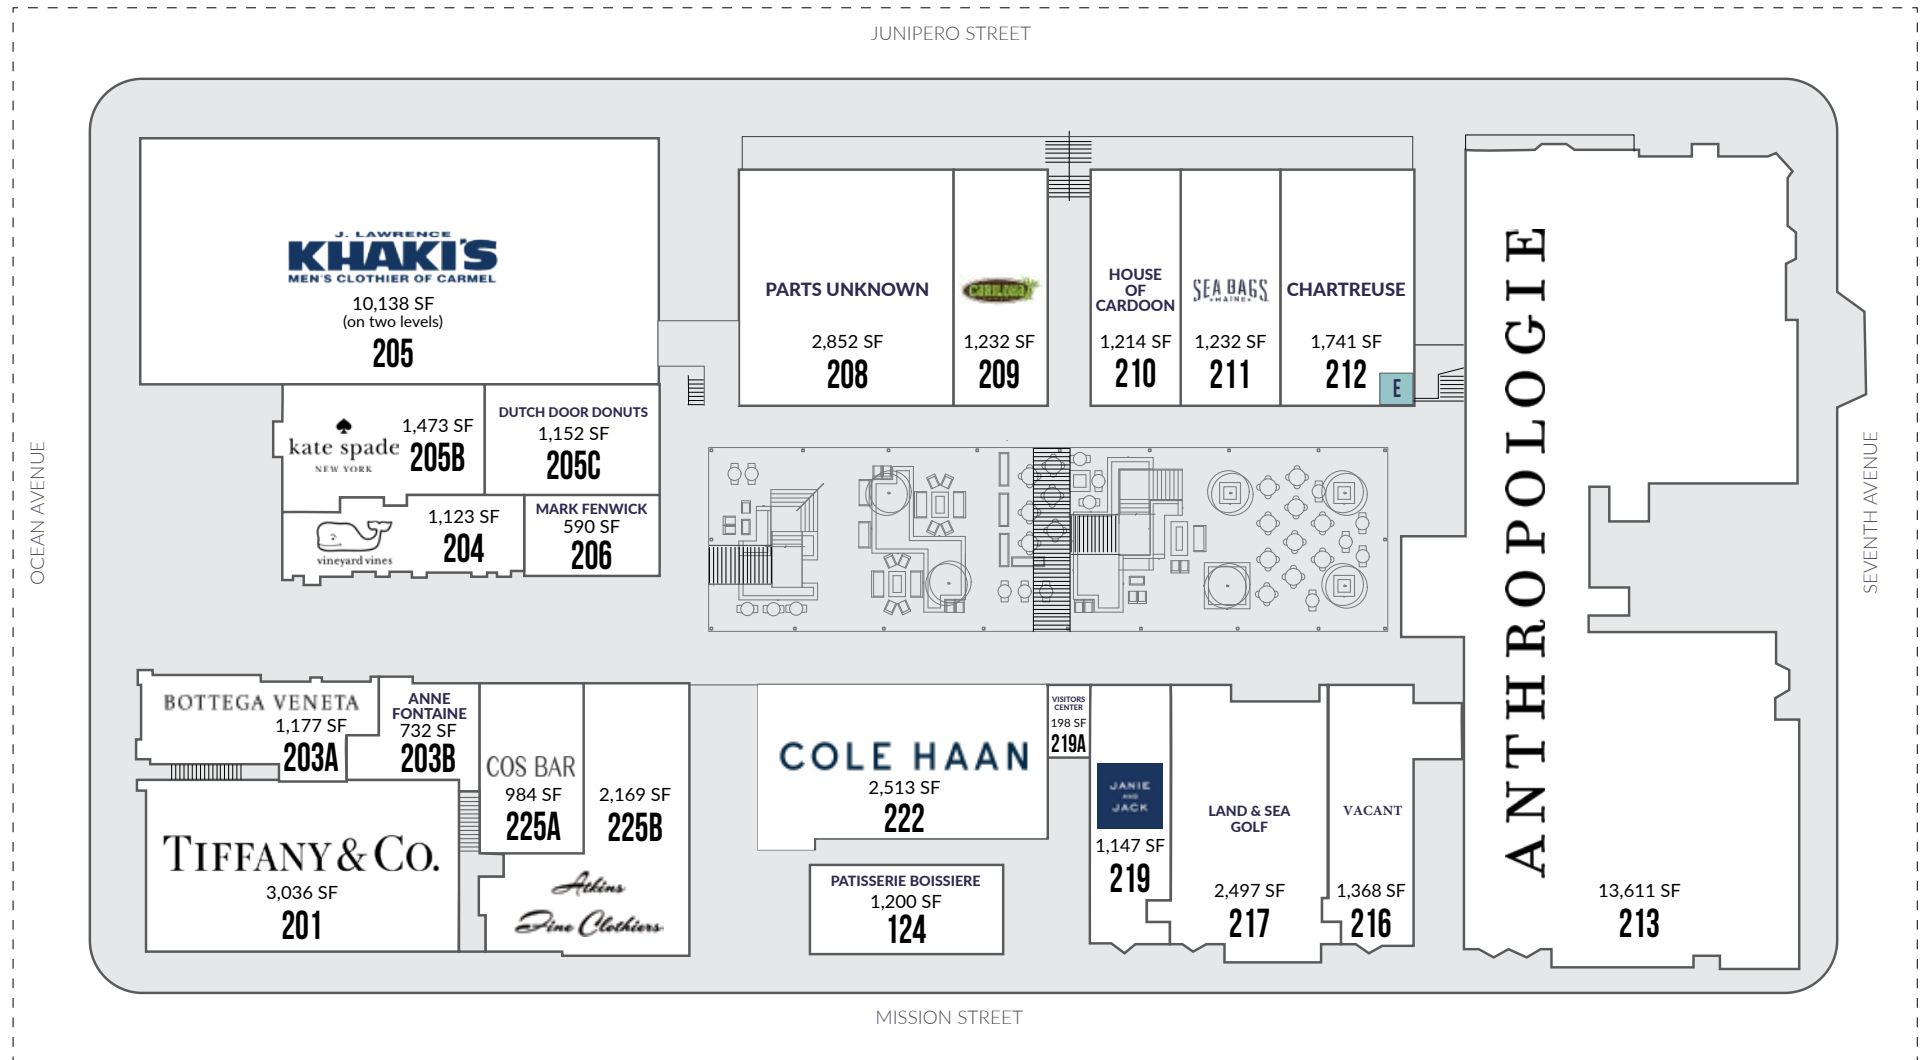 JUNIPERO STREET
OCEAN AVENUE
SEVENTH AVENUE
MISSION STREET
J. LAWRENCE
KHAKI'S
MEN'S CLOTHIER OF CARMEL
10,138 SF
(on two levels)
205
kate spade
NEW YORK
1,473 SF
205B
DUTCH DOOR DONUTS
1,152 SF
205C
vineyard vines
1,123 SF
204
MARK FENWICK
590 SF
206
PARTS UNKNOWN
2,852 SF
208
CARILOHA
1,232 SF
209
HOUSE
OF
CARDOON
1,214 SF
210
SEA BAGS
MAINE
1,232 SF
211
CHARTREUSE
1,741 SF
212
E
ANTHROPOLOGIE
13,611 SF
213
BOTTEGA VENETA
1,177 SF
203A
ANNE
FONTAINE
732 SF
203B
TIFFANY & CO.
3,036 SF
201
COS BAR
984 SF
225A
2,169 SF
225B
Atkins
Fine Clothiers
COLE HAAN
2,513 SF
222
PATISSERIE BOISSIERE
1,200 SF
124
VISITORS
CENTER
198 SF
219A
JANIE
AND
JACK
1,147 SF
219
LAND & SEA
GOLF
2,497 SF
217
VACANT
1,368 SF
216